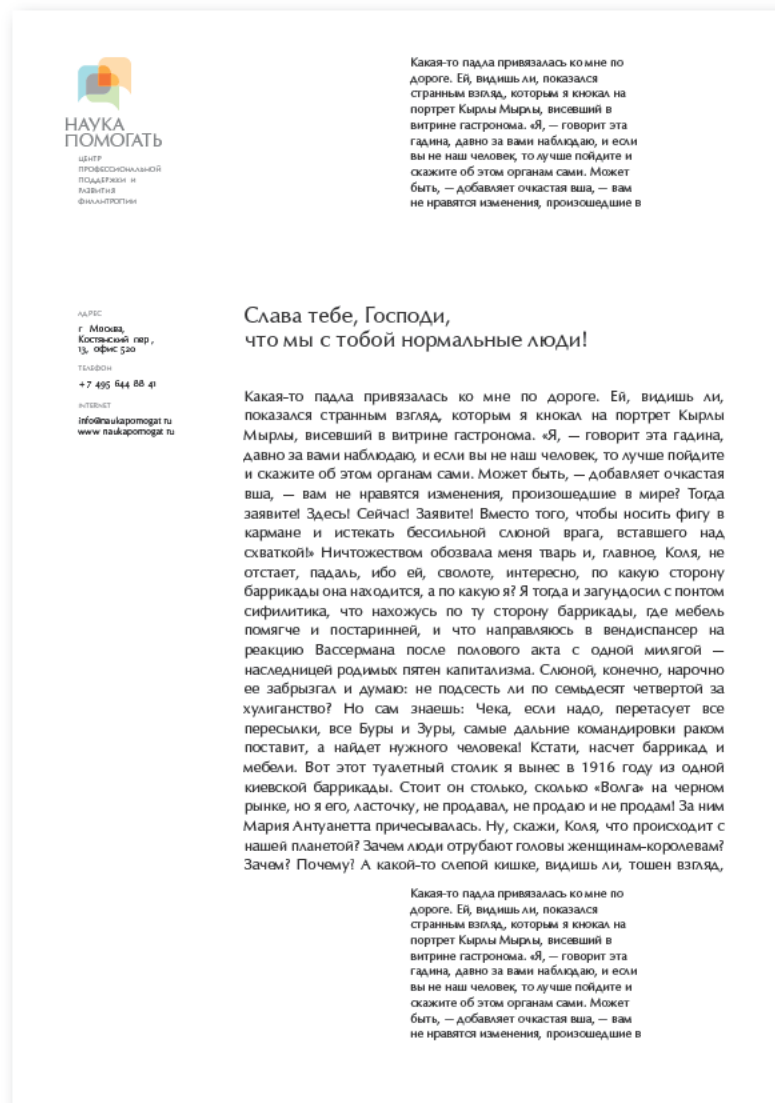 Какая-то падла привязалась ко мне по
дороге. Ей, видишь ли, показался
странным взгляд, которым я кнокал на
портрет Кырлы Мырлы, висевший в
витрине гастронома. «Я, — говорит эта
гадина, давно за вами наблюдаю, и если
вы не наш человек, то лучше пойдите и
скажите об этом органам сами. Может
быть, — добавляет очкастая вша, — вам
не нравятся изменения, произошедшие в
НАУКА
ПОМОГАТЬ
ЦЕНТР
ПРОФЕССИОНАЛЬНОЙ
ПОДДЕРЖКИ И
РАЗВИТИЯ
ФИЛАНТРОПИИ
АДРЕС
г Москва,
Костянский пер ,
13, офис 520
ТЕЛЕФОН
+7 495 644 88 41
INTERNET
info@naukapomogat ru
www naukapomogat ru
Слава тебе, Господи,
что мы с тобой нормальные люди!
Какая-то падла привязалась ко мне по дороге. Ей, видишь ли,
показался странным взгляд, которым я кнокал на портрет Кырлы
Мырлы, висевший в витрине гастронома. «Я, — говорит эта гадина,
давно за вами наблюдаю, и если вы не наш человек, то лучше пойдите
и скажите об этом органам сами. Может быть, — добавляет очкастая
вша, — вам не нравятся изменения, произошедшие в мире? Тогда
заявите! Здесь! Сейчас! Заявите! Вместо того, чтобы носить фигу в
кармане и истекать бессильной слюной врага, вставшего над
схваткой!» Ничтожеством обозвала меня тварь и, главное, Коля, не
отстает, падаль, ибо ей, сволоте, интересно, по какую сторону
баррикады она находится, а по какую я? Я тогда и загундосил с понтом
сифилитика, что нахожусь по ту сторону баррикады, где мебель
помягче и постаринней, и что направляюсь в вендиспансер на
реакцию Вассермана после полового акта с одной милягой —
наследницей родимых пятен капитализма. Слюной, конечно, нарочно
ее забрызгал и думаю: не подсесть ли по семьдесят четвертой за
хулиганство? Но сам знаешь: Чека, если надо, перетасует все
пересылки, все Буры и Зуры, самые дальние командировки раком
поставит, а найдет нужного человека! Кстати, насчет баррикад и
мебели. Вот этот туалетный столик я вынес в 1916 году из одной
киевской баррикады. Стоит он столько, сколько «Волга» на черном
рынке, но я его, ласточку, не продавал, не продаю и не продам! За ним
Мария Антуанетта причесывалась. Ну, скажи, Коля, что происходит с
нашей планетой? Зачем люди отрубают головы женщинам-королевам?
Зачем? Почему? А какой-то слепой кишке, видишь ли, тошен взгляд,
Какая-то падла привязалась ко мне по
дороге. Ей, видишь ли, показался
странным взгляд, которым я кнокал на
портрет Кырлы Мырлы, висевший в
витрине гастронома. «Я, — говорит эта
гадина, давно за вами наблюдаю, и если
вы не наш человек, то лучше пойдите и
скажите об этом органам сами. Может
быть, — добавляет очкастая вша, — вам
не нравятся изменения, произошедшие в